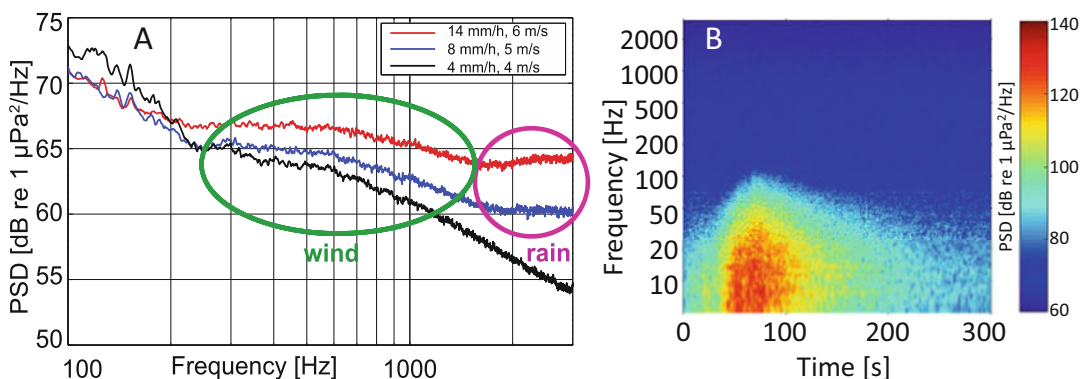 A
14 mm/h, 6 m/s
8 mm/h, 5 m/s
4 mm/h, 4 m/s
75
70
65
60
55
50
PSD [dB re 1 µPa²/Hz]
wind
rain
100
Frequency [Hz]
1000
B
2000
1000
500
200
100
50
20
10
Frequency [Hz]
0
100
200
300
Time [s]
140
120
100
80
60
PSD [dB re 1 µPa²/Hz]